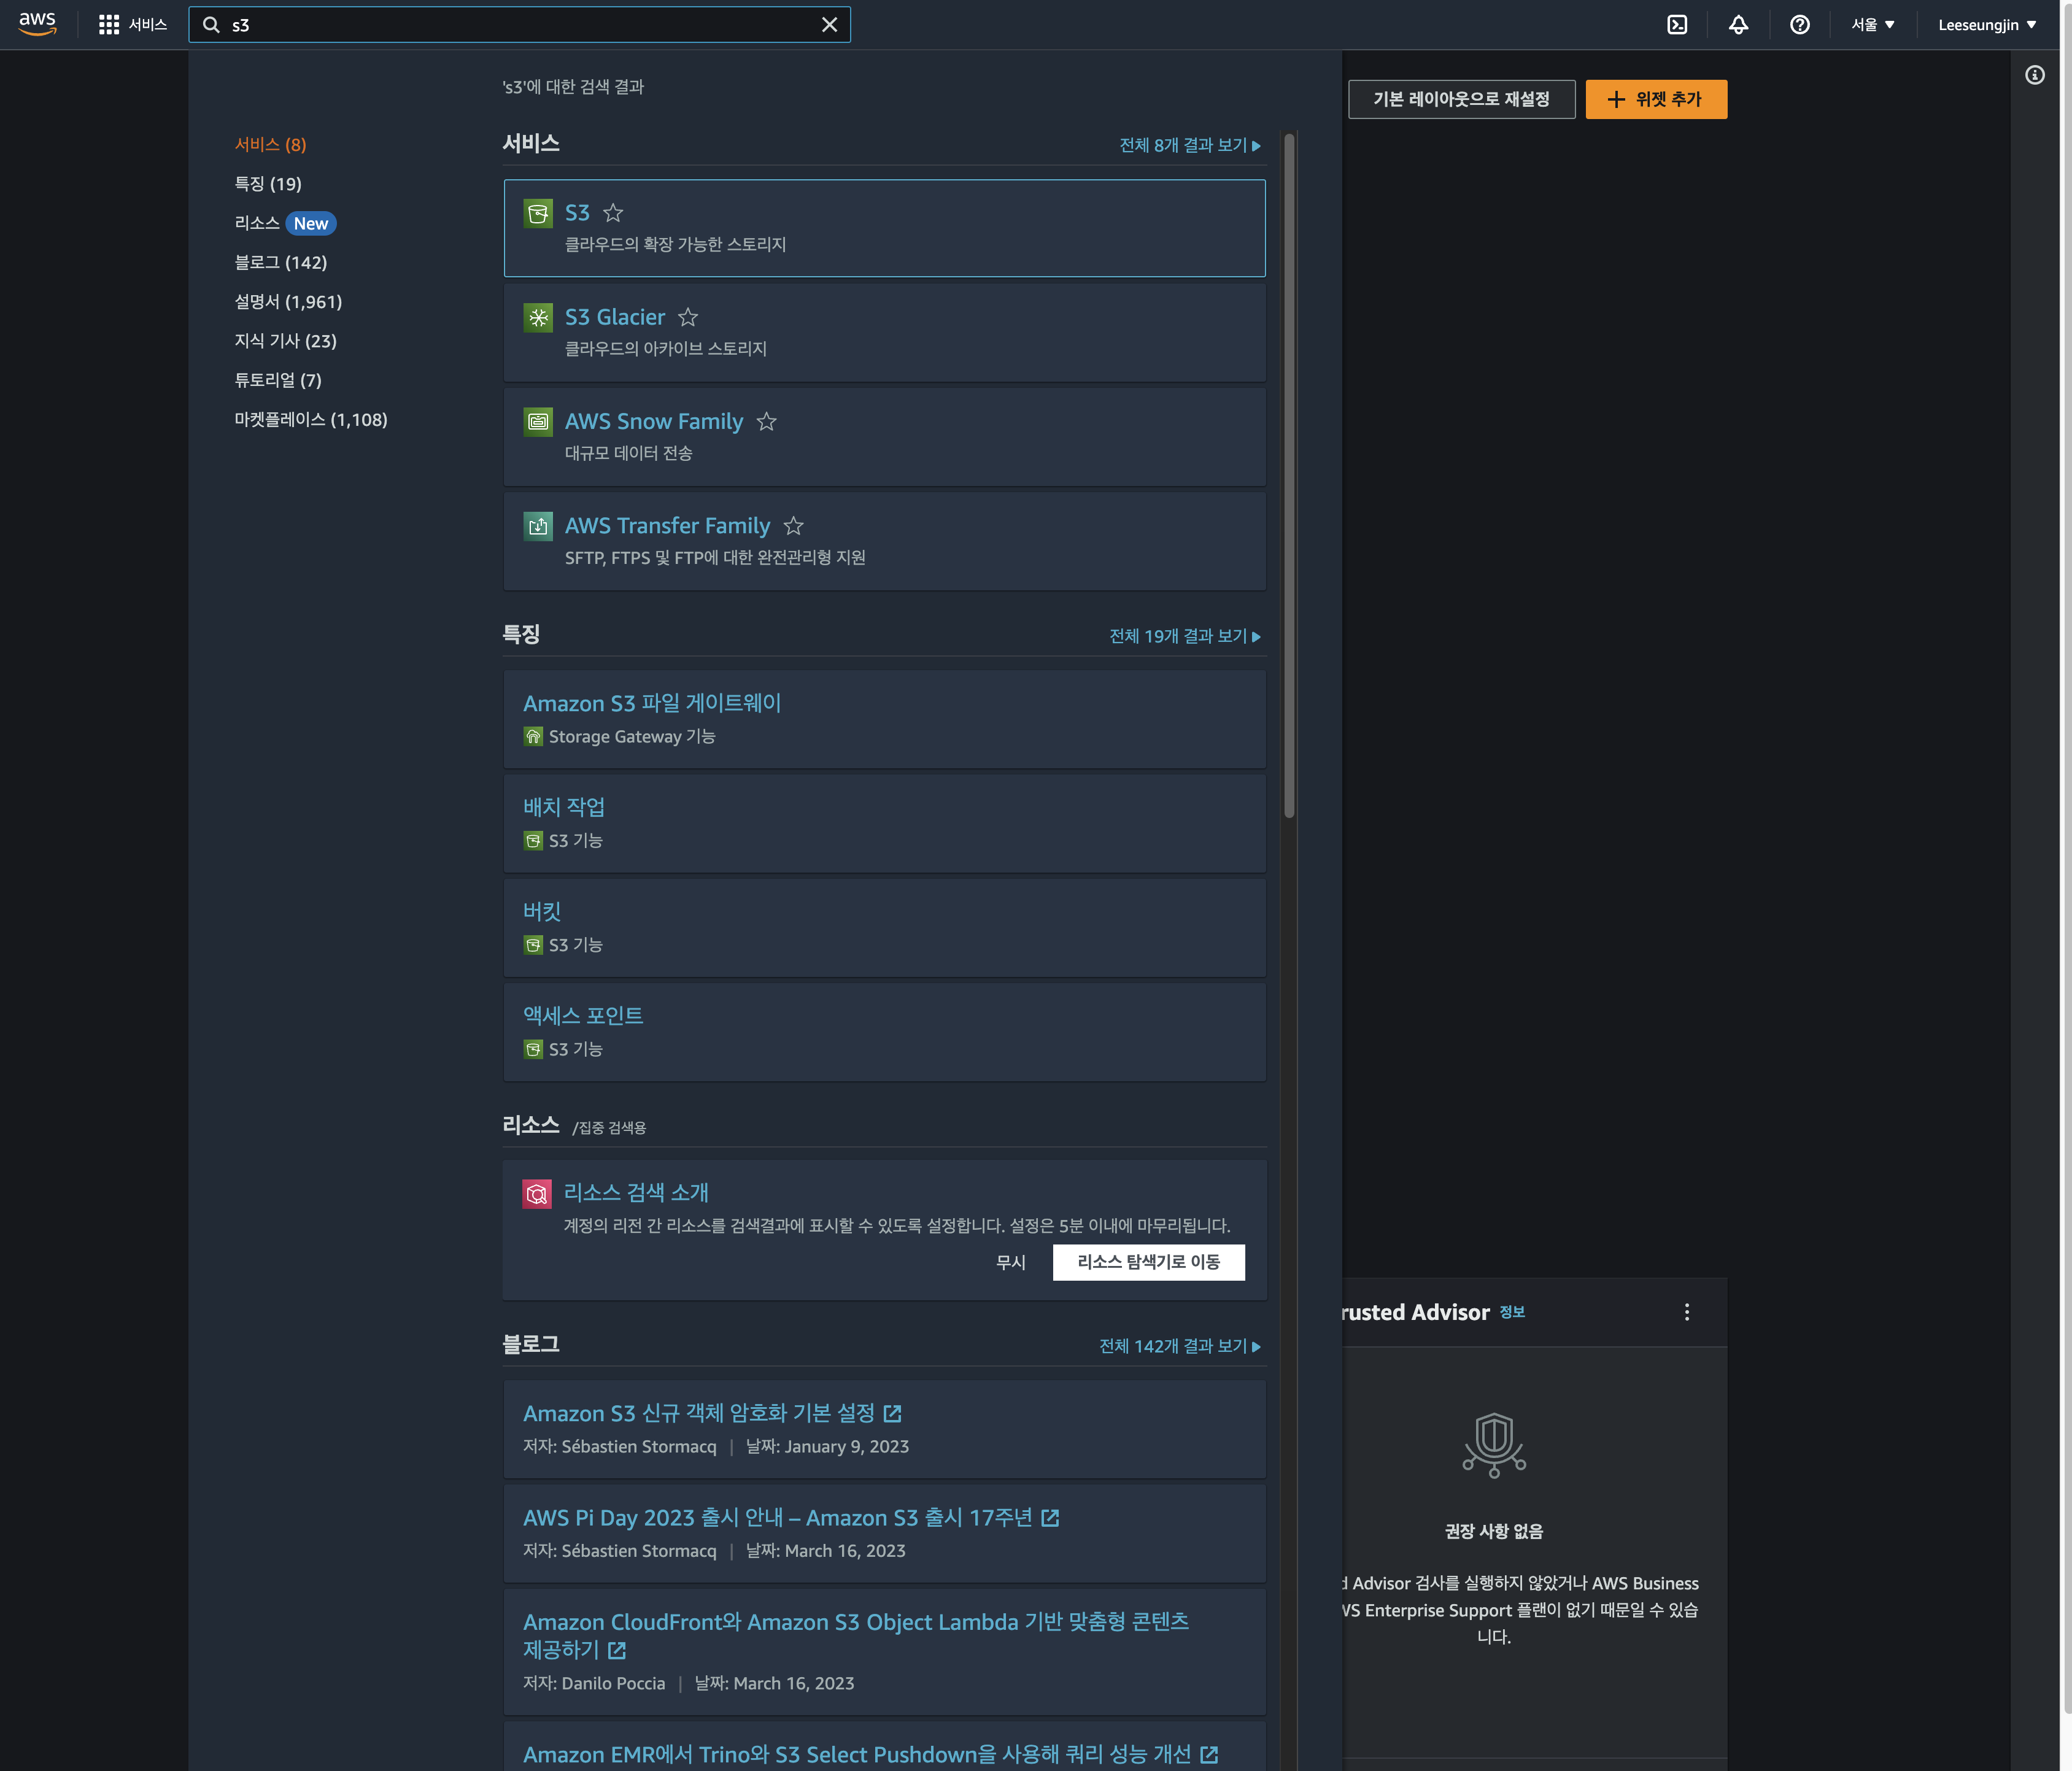 aws
서비스
s3
서울
Leeseungjin
's3'에 대한 검색 결과
기본 레이아웃으로 재설정
위젯 추가
서비스 (8)
특징 (19)
리소스 New
블로그 (142)
설명서 (1,961)
지식 기사 (23)
튜토리얼 (7)
마켓플레이스 (1,108)
서비스
전체 8개 결과 보기
S3
클라우드의 확장 가능한 스토리지
S3 Glacier
클라우드의 아카이브 스토리지
AWS Snow Family
대규모 데이터 전송
AWS Transfer Family
SFTP, FTPS 및 FTP에 대한 완전관리형 지원
특징
전체 19개 결과 보기
Amazon S3 파일 게이트웨이
Storage Gateway 기능
배치 작업
S3 기능
버킷
S3 기능
액세스 포인트
S3 기능
리소스 /집중 검색용
리소스 검색 소개
계정의 리전 간 리소스를 검색결과에 표시할 수 있도록 설정합니다. 설정은 5분 이내에 마무리됩니다.
무시
리소스 탐색기로 이동
블로그
전체 142개 결과 보기
Amazon S3 신규 객체 암호화 기본 설정
저자: Sébastien Stormacq | 날짜: January 9, 2023
AWS Pi Day 2023 출시 안내 – Amazon S3 출시 17주년
저자: Sébastien Stormacq | 날짜: March 16, 2023
Amazon CloudFront와 Amazon S3 Object Lambda 기반 맞춤형 콘텐츠
제공하기
저자: Danilo Poccia | 날짜: March 16, 2023
Amazon EMR에서 Trino와 S3 Select Pushdown을 사용해 쿼리 성능 개선
rusted Advisor 정보
권장 사항 없음
d Advisor 검사를 실행하지 않았거나 AWS Business
WS Enterprise Support 플랜이 없기 때문일 수 있습
니다.